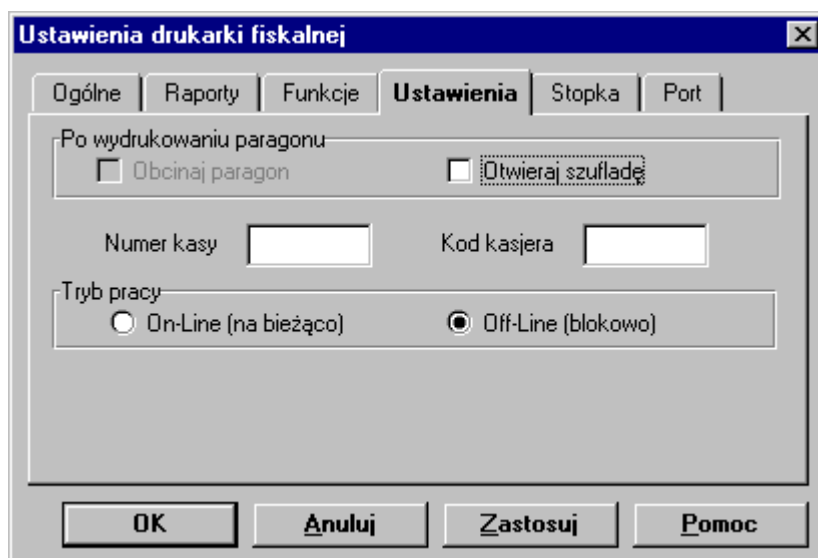 Ustawienia drukarki fiskalnej
Ogólne Raporty Funkcje Ustawienia Stopka Port
Po wydrukowaniu paragonu
Obcinaj paragon Otwieraj szufladę
Numer kasy Kod kasjera
Tryb pracy
On-Line (na bieżąco) Off-Line (blokowo)
OK Anuluj Zastosuj Pomoc